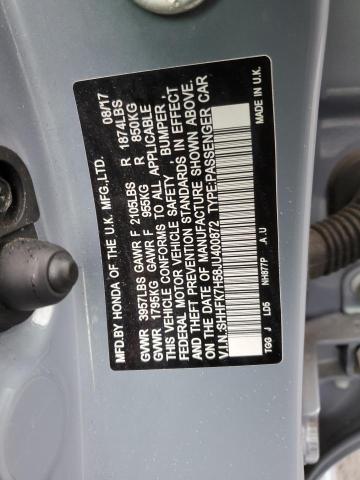 MFD.BY HONDA OF THE U.K. MFG.,LTD. 08/17
GVWR 3957LBS GAWR F 2105LBS R 1874LBS
GVWR 1795KG GAWR F 955KG R 850KG
THIS VEHICLE CONFORMS TO ALL APPLICABLE
FEDERAL MOTOR VEHICLE SAFETY, BUMPER,
AND THEFT PREVENTION STANDARDS IN EFFECT ON
THE DATE OF MANUFACTURE SHOWN ABOVE.
V.I.N.:SHHFK7H58JU400872 TYPE:PASSENGER CAR
TGG J LD5 NH877P .A.U MADE IN U.K.